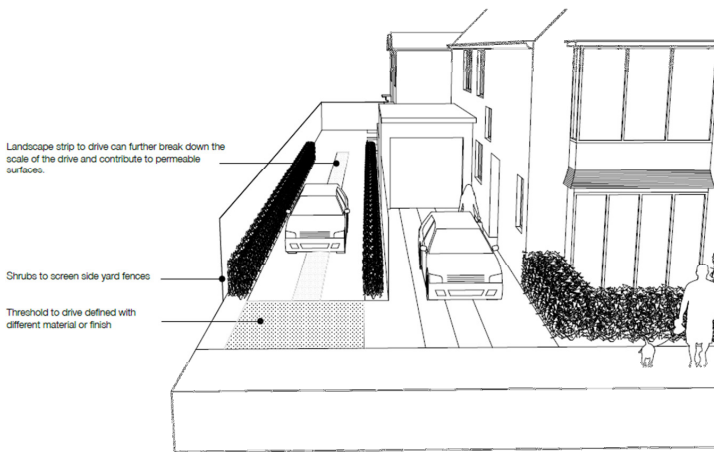 Landscape strip to drive can further break down the
scale of the drive and contribute to permeable
surfaces.
Shrubs to screen side yard fences
Threshold to drive defined with
different material or finish